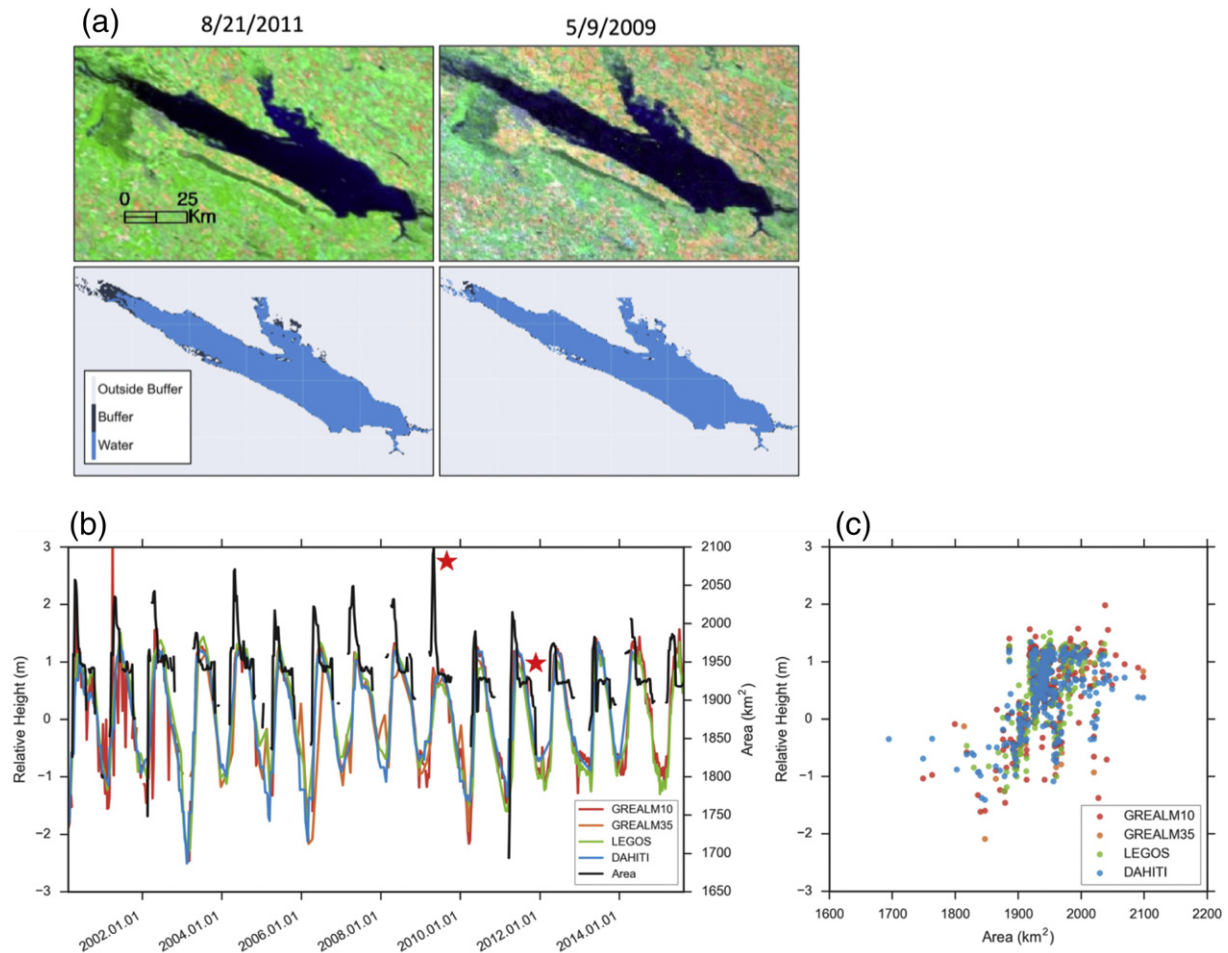 (a)
8/21/2011
5/9/2009
0 25
Km
Outside Buffer
Buffer
Water
(b)
(c)
3
2
1
0
−1
−2
−3
Relative Height (m)
2100
2050
2000
1950
1900
1850
1800
1750
1700
1650
Area (km²)
2002.01.01
2004.01.01
2006.01.01
2008.01.01
2010.01.01
2012.01.01
2014.01.01
GREALM10
GREALM35
LEGOS
DAHITI
Area
3
2
1
0
−1
−2
−3
Relative Height (m)
1600 1700 1800 1900 2000 2100 2200
Area (km²)
GREALM10
GREALM35
LEGOS
DAHITI